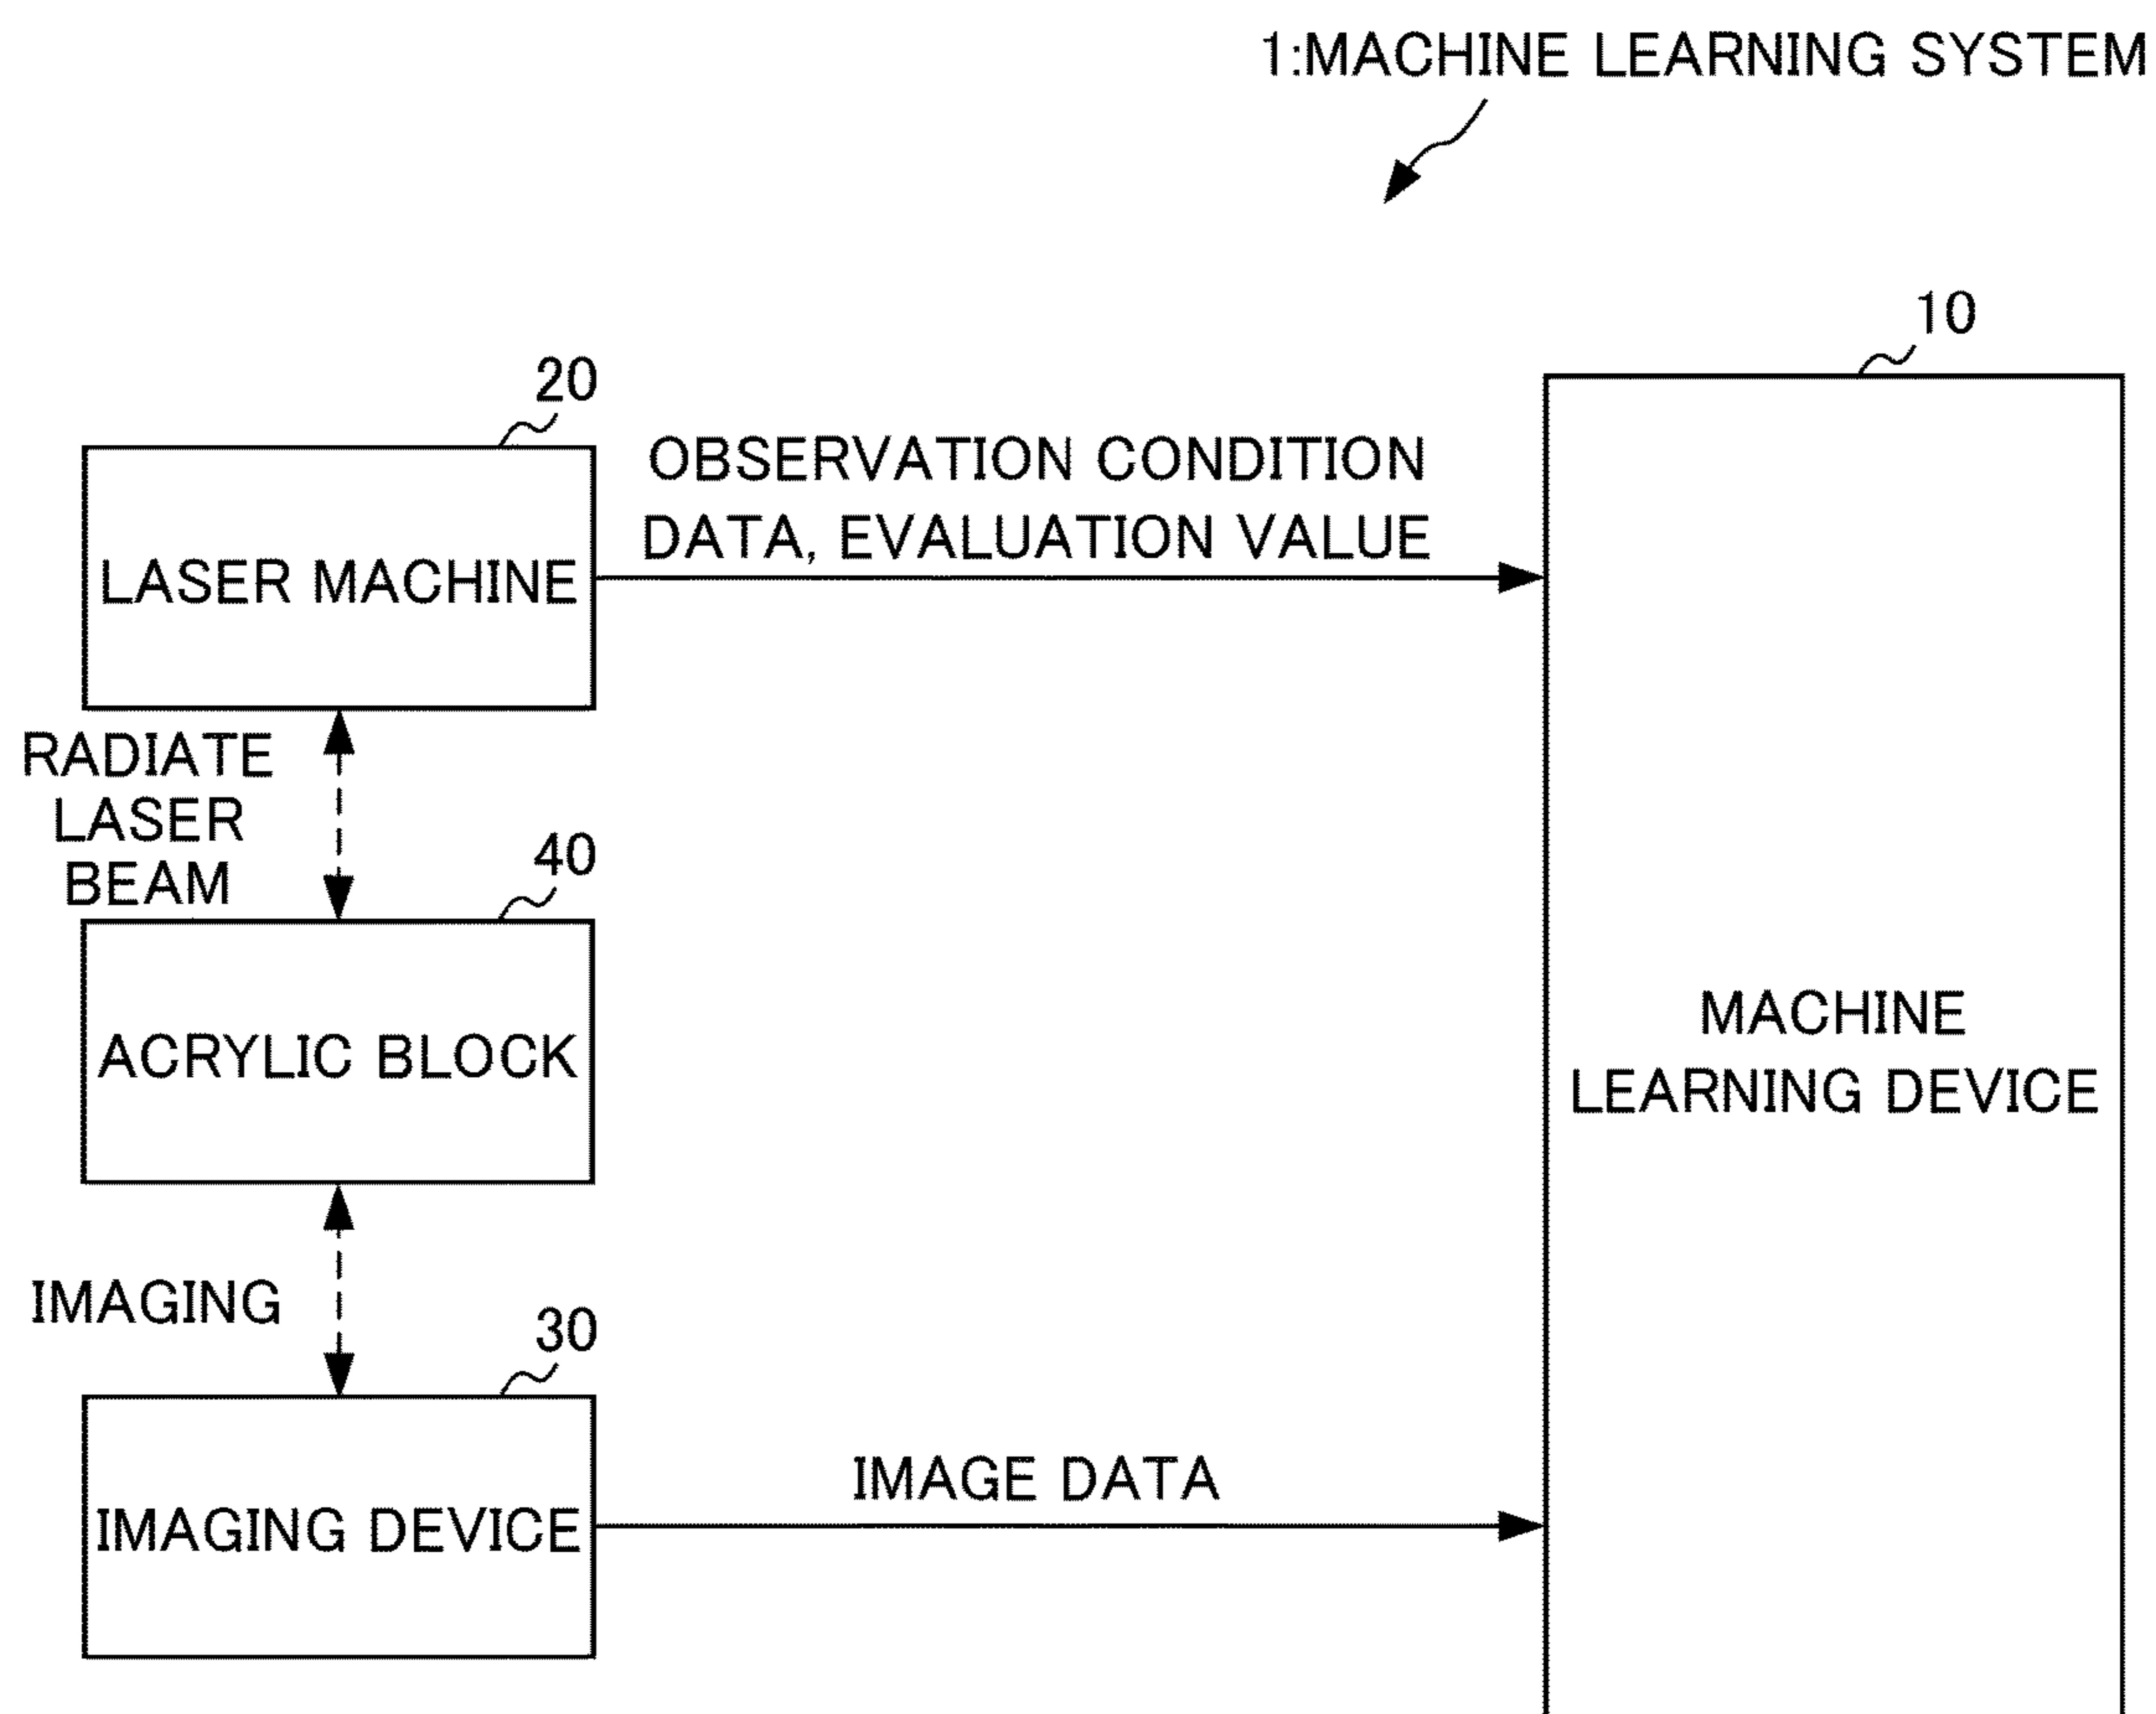 1:MACHINE LEARNING SYSTEM
10
20
OBSERVATION CONDITION
DATA, EVALUATION VALUE
LASER MACHINE
RADIATE
LASER
BEAM
40
ACRYLIC BLOCK
MACHINE
LEARNING DEVICE
IMAGING
30
IMAGE DATA
IMAGING DEVICE